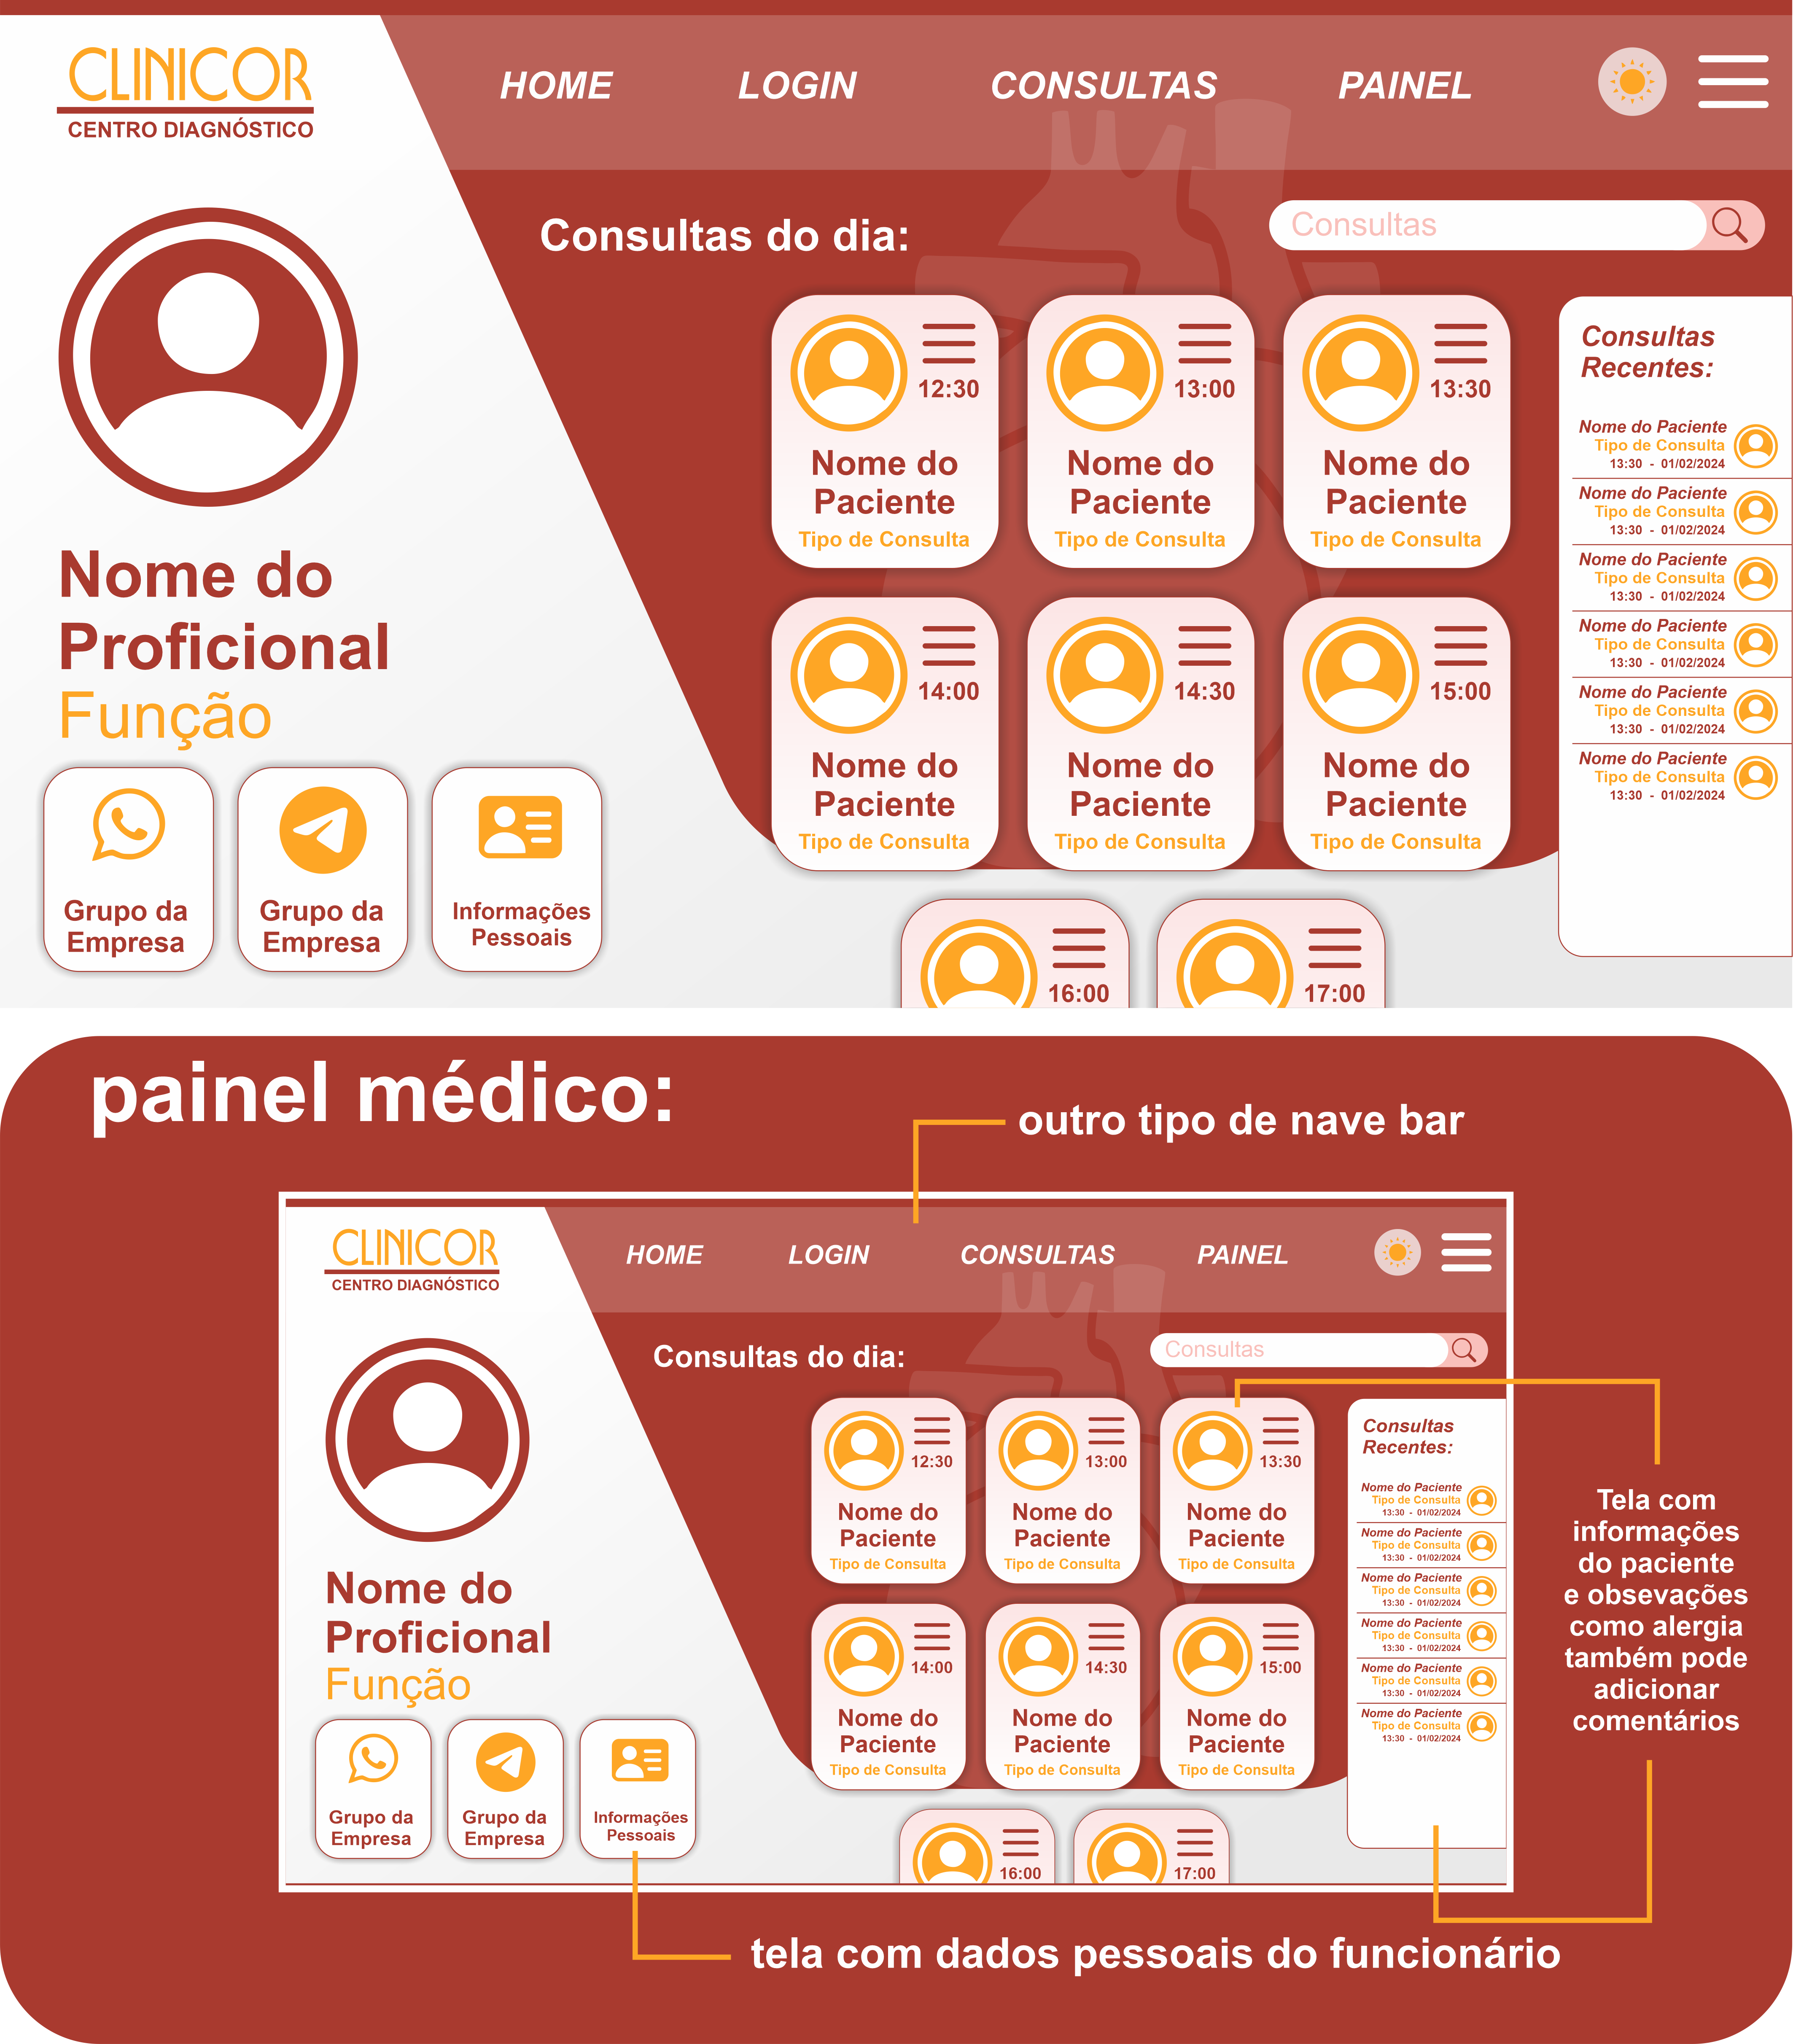 CLINICOR
CENTRO DIAGNÓSTICO
HOME
LOGIN
CONSULTAS
PAINEL
Consultas do dia:
Consultas
Nome do
Proficional
Função
Grupo da
Empresa
Grupo da
Empresa
Informações
Pessoais
12:30
Nome do
Paciente
Tipo de Consulta
13:00
Nome do
Paciente
Tipo de Consulta
13:30
Nome do
Paciente
Tipo de Consulta
14:00
Nome do
Paciente
Tipo de Consulta
14:30
Nome do
Paciente
Tipo de Consulta
15:00
Nome do
Paciente
Tipo de Consulta
16:00
17:00
Consultas
Recentes:
Nome do Paciente
Tipo de Consulta
13:30 - 01/02/2024
Nome do Paciente
Tipo de Consulta
13:30 - 01/02/2024
Nome do Paciente
Tipo de Consulta
13:30 - 01/02/2024
Nome do Paciente
Tipo de Consulta
13:30 - 01/02/2024
Nome do Paciente
Tipo de Consulta
13:30 - 01/02/2024
Nome do Paciente
Tipo de Consulta
13:30 - 01/02/2024
painel médico:
outro tipo de nave bar
CLINICOR
CENTRO DIAGNÓSTICO
HOME
LOGIN
CONSULTAS
PAINEL
Consultas do dia:
Consultas
Nome do
Proficional
Função
Grupo da
Empresa
Grupo da
Empresa
Informações
Pessoais
12:30
Nome do
Paciente
Tipo de Consulta
13:00
Nome do
Paciente
Tipo de Consulta
13:30
Nome do
Paciente
Tipo de Consulta
14:00
Nome do
Paciente
Tipo de Consulta
14:30
Nome do
Paciente
Tipo de Consulta
15:00
Nome do
Paciente
Tipo de Consulta
16:00
17:00
Consultas
Recentes:
Nome do Paciente
Tipo de Consulta
13:30 - 01/02/2024
Nome do Paciente
Tipo de Consulta
13:30 - 01/02/2024
Nome do Paciente
Tipo de Consulta
13:30 - 01/02/2024
Nome do Paciente
Tipo de Consulta
13:30 - 01/02/2024
Nome do Paciente
Tipo de Consulta
13:30 - 01/02/2024
Nome do Paciente
Tipo de Consulta
13:30 - 01/02/2024
Tela com
informações
do paciente
e obsevações
como alergia
também pode
adicionar
comentários
tela com dados pessoais do funcionário